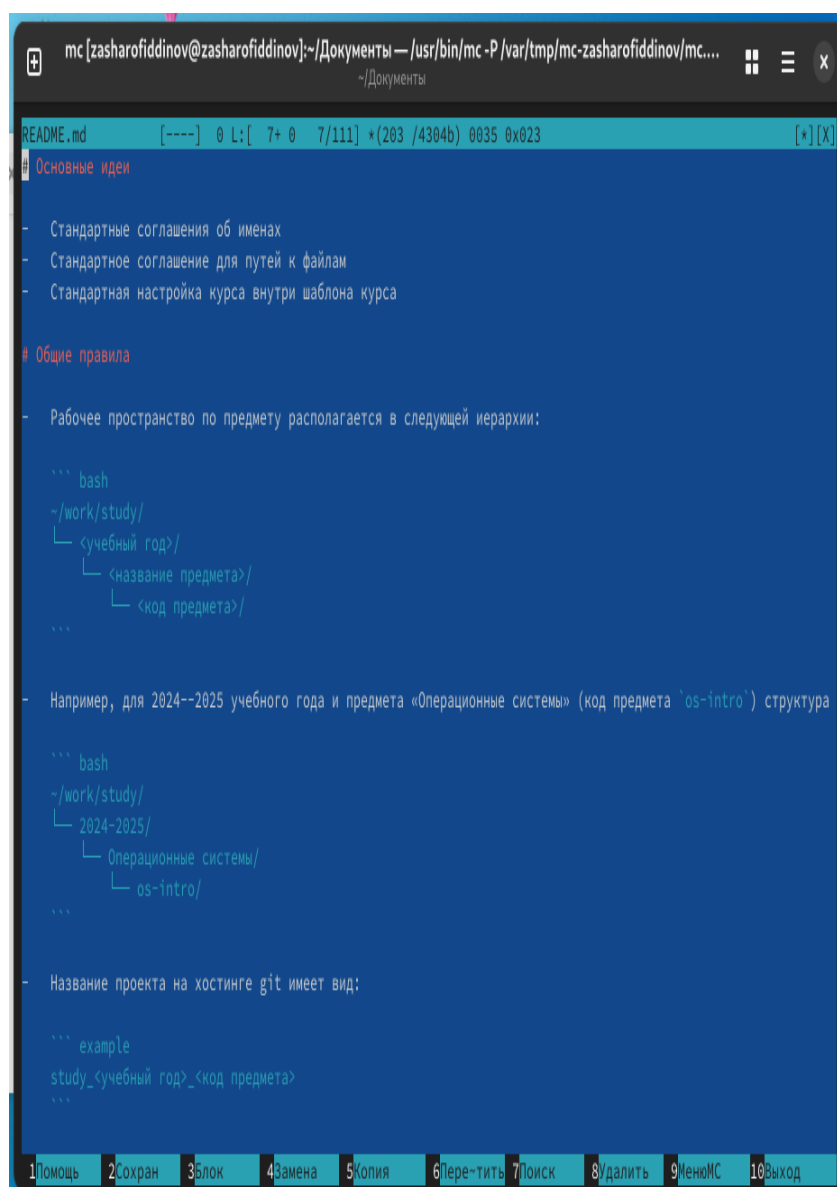 mc [zasharofiddinov@zasharofiddinov]:~/Документы — /usr/bin/mc -P /var/tmp/mc-zasharofiddinov/mc....
~/Документы
README.md [----] 0 L:[ 7+ 0 7/111] *(203 /4304b) 0035 0x023 [*][X]
# Основные идеи
- Стандартные соглашения об именах
- Стандартное соглашение для путей к файлам
- Стандартная настройка курса внутри шаблона курса
# Общие правила
- Рабочее пространство по предмету располагается в следующей иерархии:
``` bash
~/work/study/
└── <учебный год>/
└── <название предмета>/
└── <код предмета>/
```
- Например, для 2024--2025 учебного года и предмета «Операционные системы» (код предмета `os-intro`) структура
``` bash
~/work/study/
└── 2024-2025/
└── Операционные системы/
└── os-intro/
```
- Название проекта на хостинге git имеет вид:
``` example
study_<учебный год>_<код предмета>
```
1Помощь 2Сохран 3Блок 4Замена 5Копия 6Пере~тить 7Поиск 8Удалить 9МенюMC 10Выход